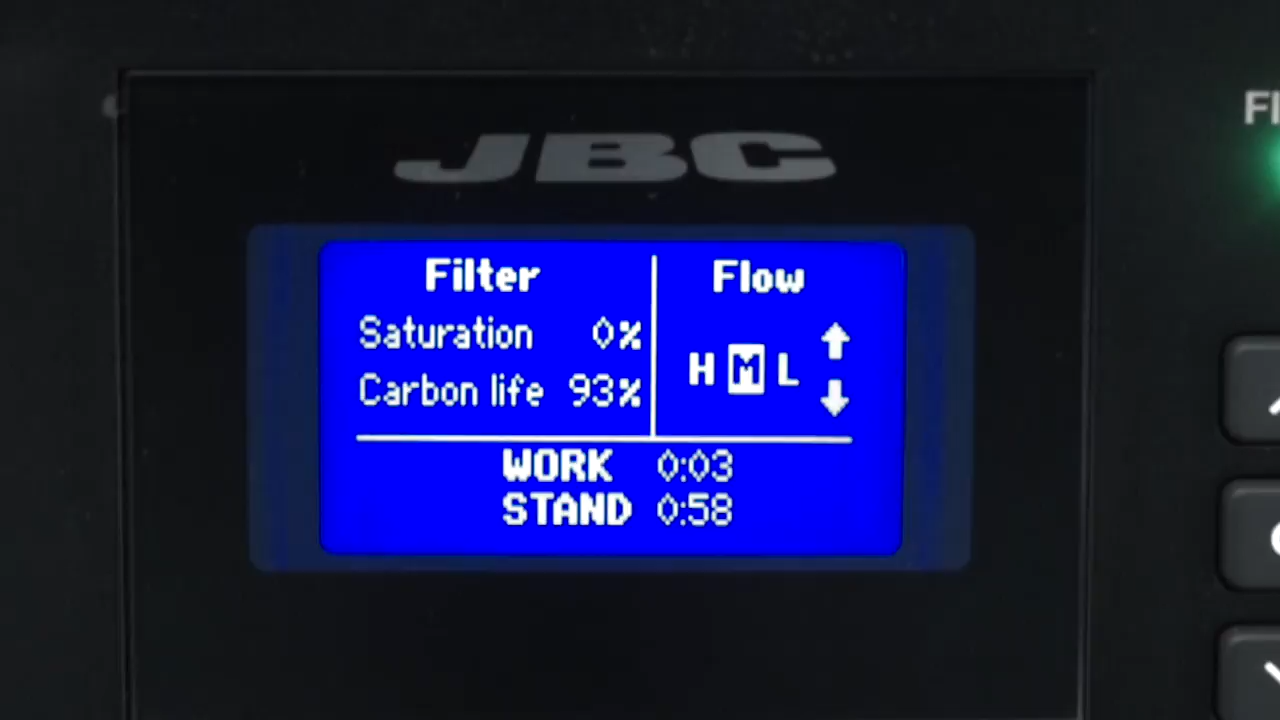 JBC
Filter
Saturation 0%
Carbon life 93%
Flow
H M L
WORK 0:03
STAND 0:58